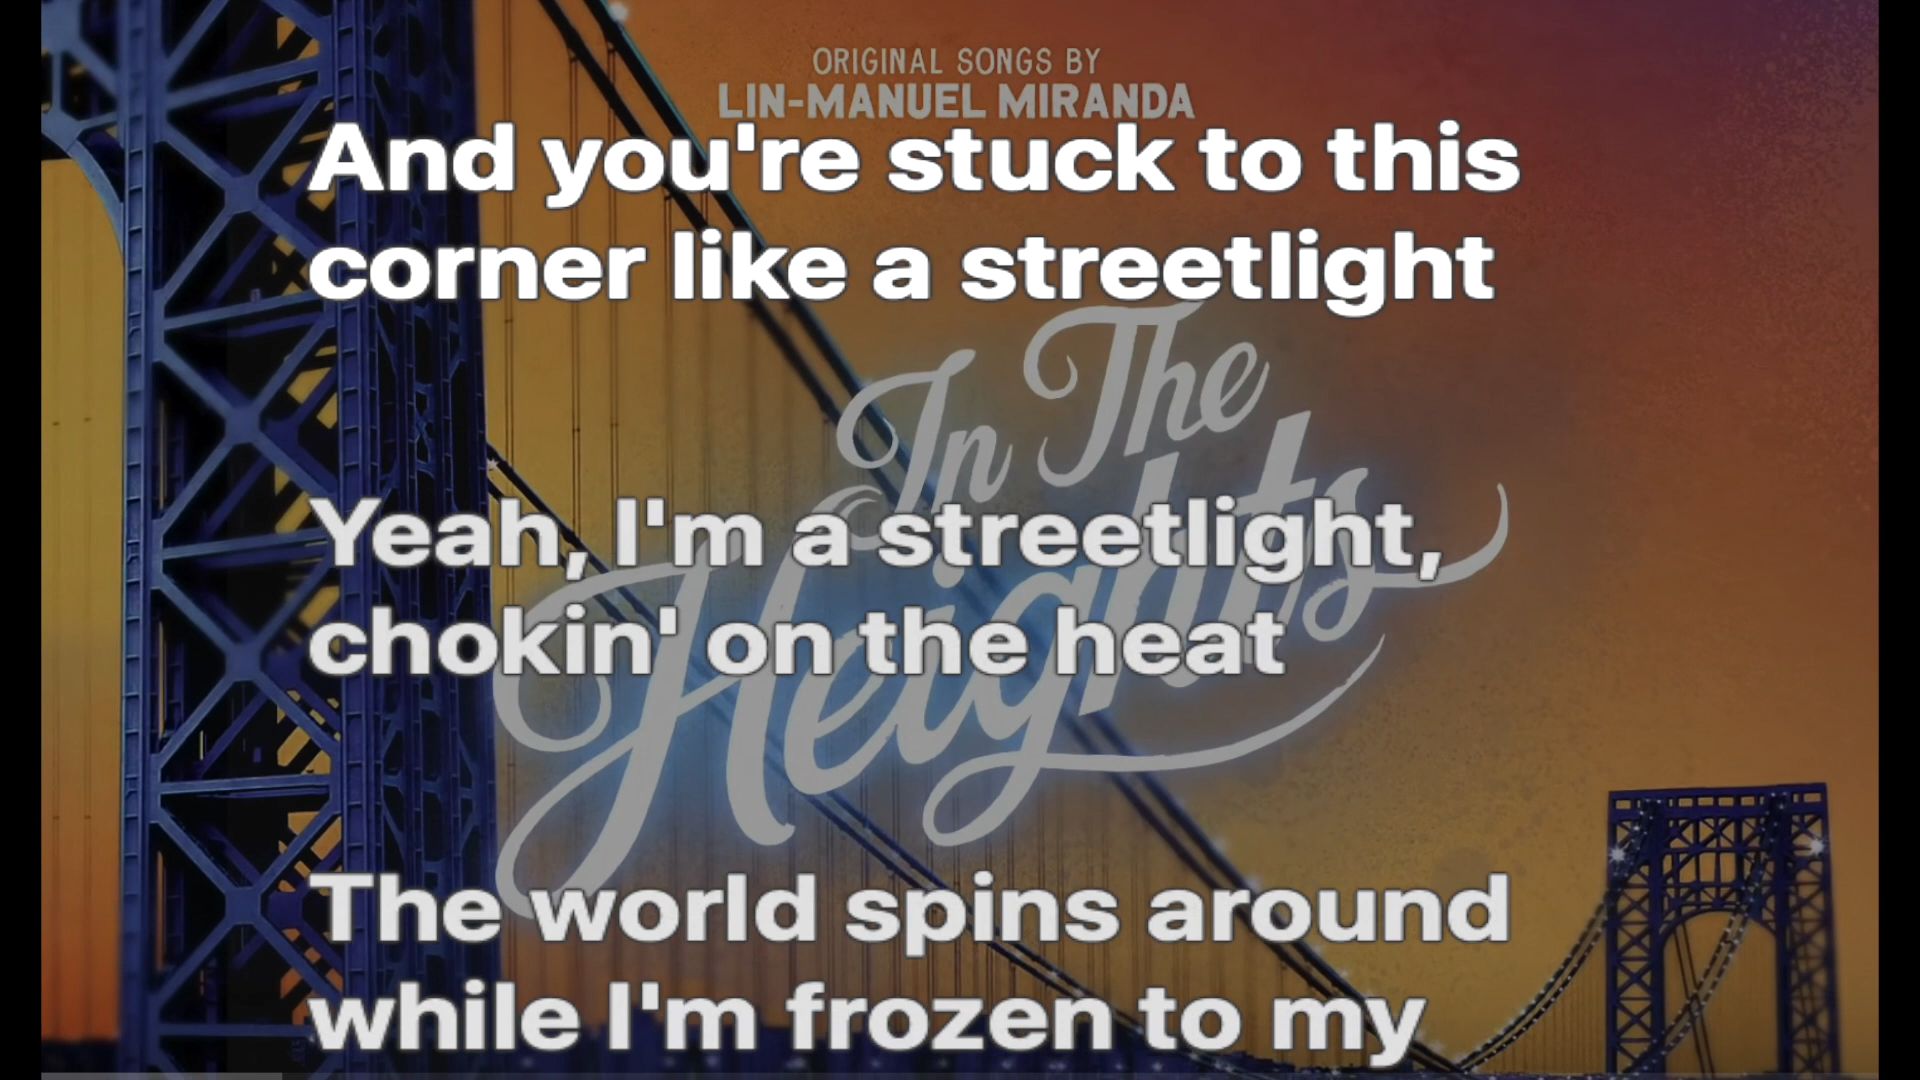 ORIGINAL SONGS BY
LIN-MANUEL MIRANDA
And you're stuck to this
corner like a streetlight
In The
Heights
Yeah, I'm a streetlight,
chokin' on the heat
The world spins around
while I'm frozen to my